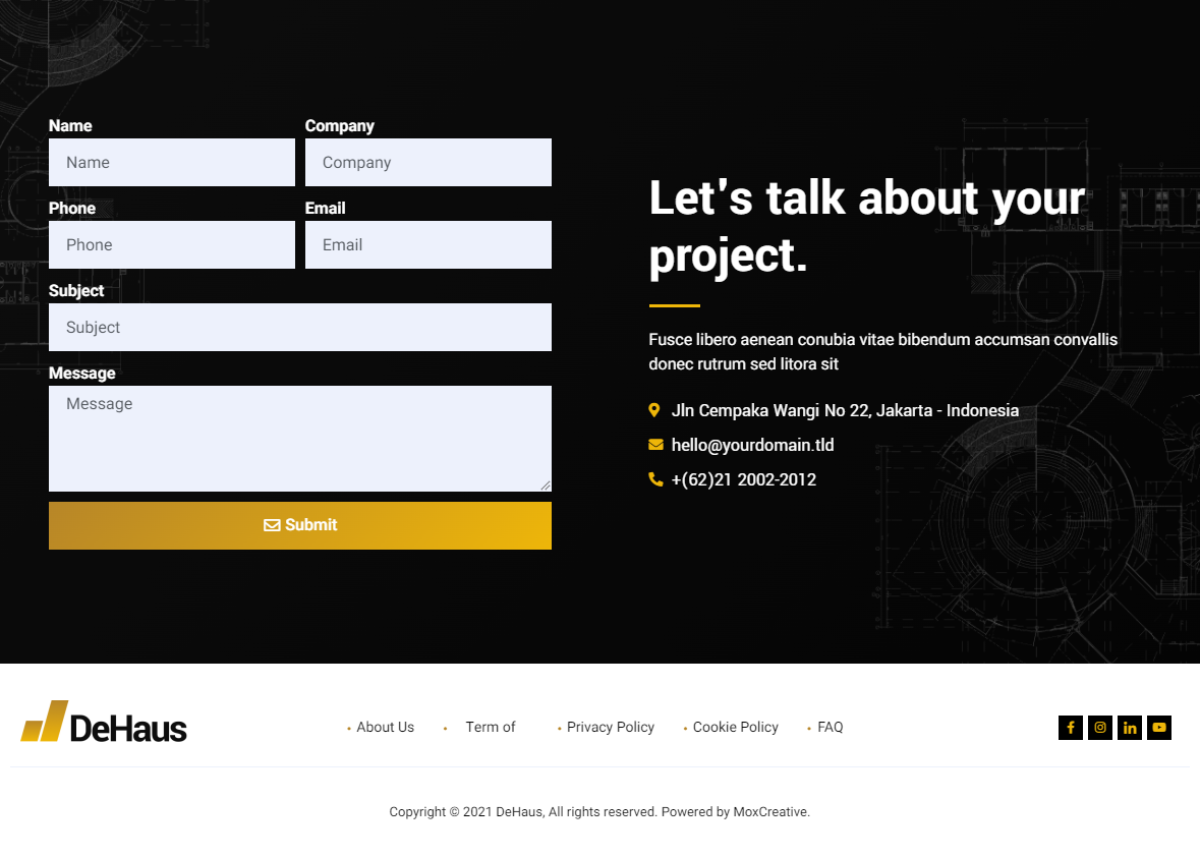 Name
Company
Name
Company
Phone
Email
Phone
Email
Subject
Subject
Message
Message
Submit
Let's talk about your
project.
Fusce libero aenean conubia vitae bibendum accumsan convallis
donec rutrum sed litora sit
Jln Cempaka Wangi No 22, Jakarta - Indonesia
hello@yourdomain.tld
+(62)21 2002-2012
DeHaus
• About Us • Term of • Privacy Policy • Cookie Policy • FAQ
Copyright © 2021 DeHaus, All rights reserved. Powered by MoxCreative.